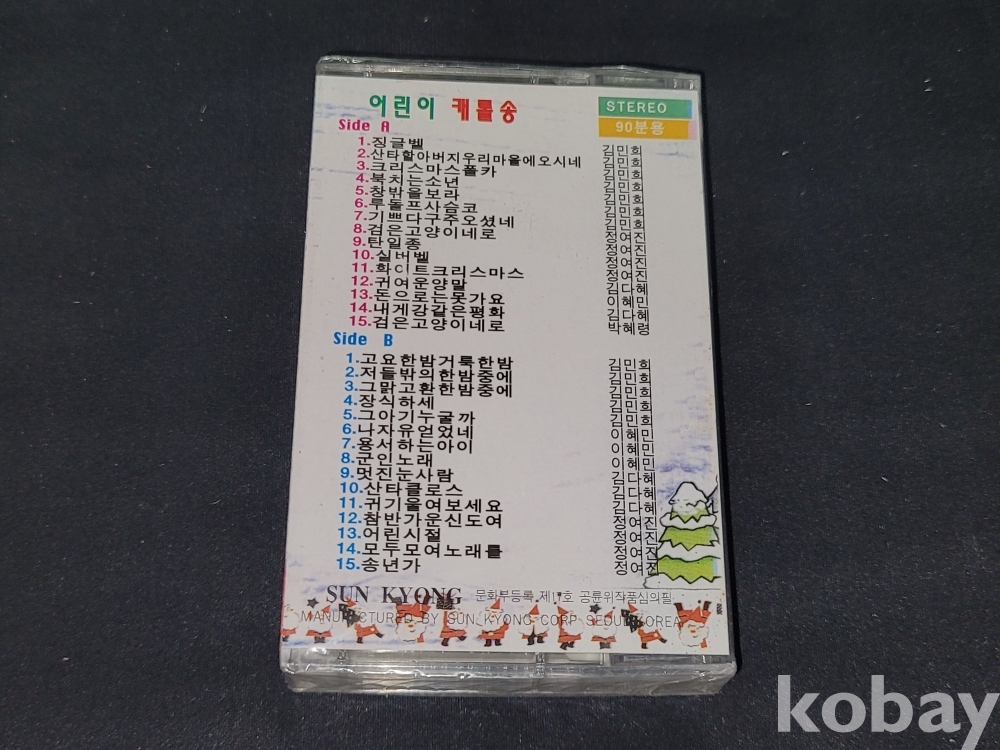 어린이 캐롤송
STEREO
90분용
Side A
1.징글벨 김민희
2.산타할아버지우리마을에오시네 김민희
3.크리스마스폴카 김민희
4.북치는소년 김민희
5.창밖을보라 김민희
6.루돌프사슴코 김민희
7.기쁘다구주오셨네 김민희
8.검은고양이네로 정여진
9.탄일종 정여진
10.실버벨 정여진
11.화이트크리스마스 정여진
12.귀여운양말 김다혜
13.돈으로는못가요 이혜민
14.내게강같은평화 김다혜
15.검은고양이네로 박혜령
Side B
1.고요한밤거룩한밤 김민희
2.저들밖의한밤중에 김민희
3.그맑고환한밤중에 김민희
4.장식하세 김민희
5.그아기누굴까 김민희
6.나자유얻었네 이혜민
7.용서하는아이 이혜민
8.군인노래 이혜민
9.멋진눈사람 김다혜
10.산타클로스 김다혜
11.귀기울여보세요 김다혜
12.참반가운신도여 정여진
13.어린시절 정여진
14.모두모여노래를 정여진
15.송년가 정여진
SUN KYONG 문화부등록 제17호 공륜위작품심의필
MANUFACTURED BY SUN KYONG CORP SEOUL KOREA
kobay